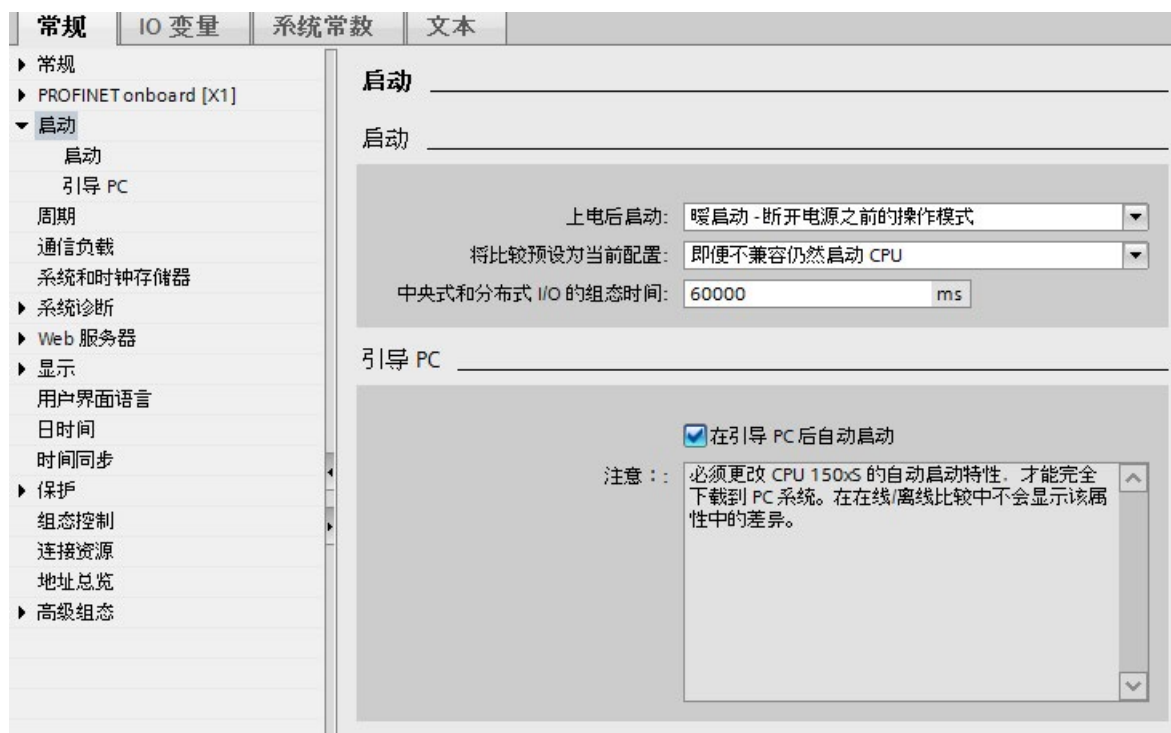 常规 IO 变量 系统常数 文本
常规
PROFINET onboard [X1]
启动
启动
引导 PC
周期
通信负载
系统和时钟存储器
系统诊断
Web 服务器
显示
用户界面语言
日时间
时间同步
保护
组态控制
连接资源
地址总览
高级组态
启动
启动
上电后启动: 暖启动 - 断开电源之前的操作模式
将比较预设为当前配置: 即便不兼容仍然启动 CPU
中央式和分布式 I/O 的组态时间: 60000 ms
引导 PC
在引导 PC 后自动启动
注意：: 必须更改 CPU 150xS 的自动启动特性，才能完全
下载到 PC 系统。在在线/离线比较中不会显示该属
性中的差异。